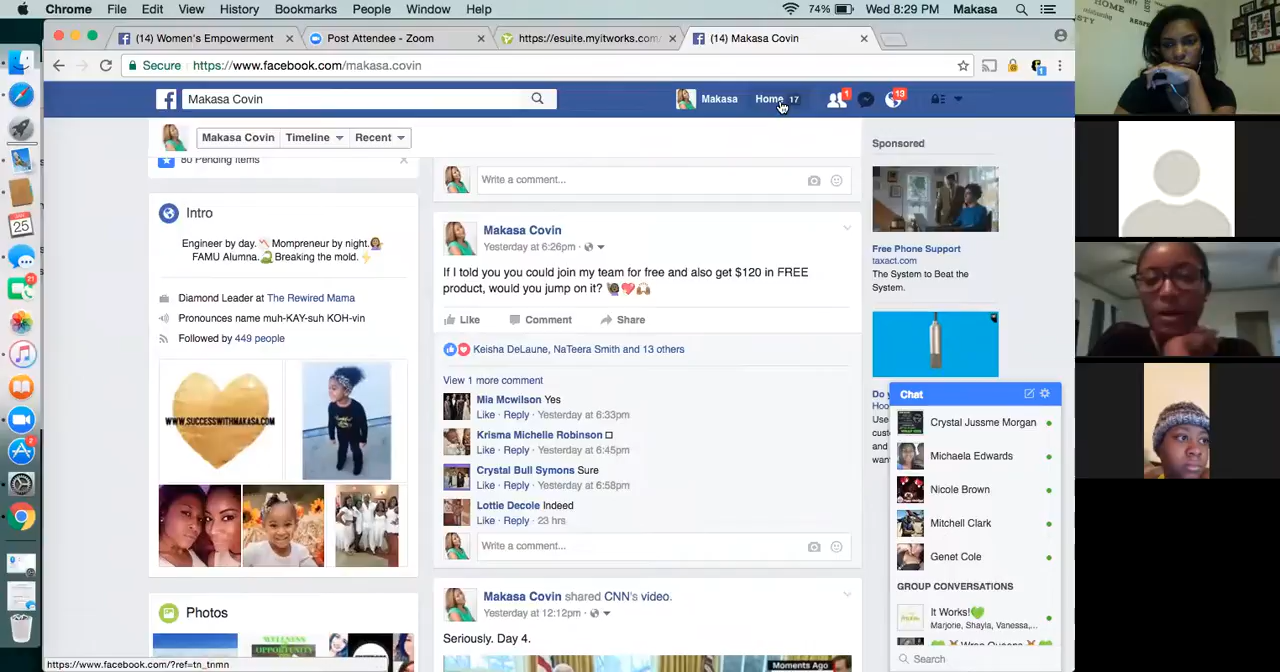 Chrome File Edit View History Bookmarks People Window Help
74% Wed 8:29 PM Makasa
(14) Women's Empowerment
Post Attendee - Zoom
https://esuite.myitworks.com/
(14) Makasa Covin
Secure https://www.facebook.com/makasa.covin
Makasa Covin
Makasa Home 17
1
13
Makasa Covin Timeline Recent
80 Pending Items
Intro
Engineer by day. Mompreneur by night.
FAMU Alumna. Breaking the mold.
Diamond Leader at The Rewired Mama
Pronounces name muh-KAY-suh KOH-vin
Followed by 449 people
WWW.SUCCESSWITHMAKASA.COM
Photos
Write a comment...
Makasa Covin
Yesterday at 6:26pm ·
If I told you you could join my team for free and also get $120 in FREE
product, would you jump on it?
Like Comment Share
Keisha DeLaune, NaTeera Smith and 13 others
View 1 more comment
Mia Mcwilson Yes
Like · Reply · Yesterday at 6:33pm
Krisma Michelle Robinson
Like · Reply · Yesterday at 6:45pm
Crystal Bull Symons Sure
Like · Reply · Yesterday at 6:58pm
Lottie Decole Indeed
Like · Reply · 23 hrs
Write a comment...
Makasa Covin shared CNN's video.
Yesterday at 12:12pm ·
Seriously. Day 4.
Moments Ago
Sponsored
Free Phone Support
taxact.com
The System to Beat the
System.
Chat
Crystal Jussme Morgan
Michaela Edwards
Nicole Brown
Mitchell Clark
Genet Cole
GROUP CONVERSATIONS
It Works!
Marjorie, Shayla, Vanessa,...
Wrap Queens
Search
https://www.facebook.com/?ref=tn_tnmn